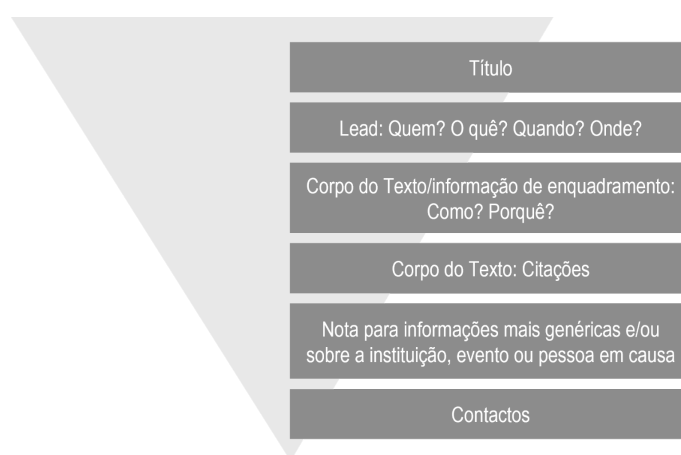 Título
Lead: Quem? O quê? Quando? Onde?
Corpo do Texto/informação de enquadramento:
Como? Porquê?
Corpo do Texto: Citações
Nota para informações mais genéricas e/ou
sobre a instituição, evento ou pessoa em causa
Contactos